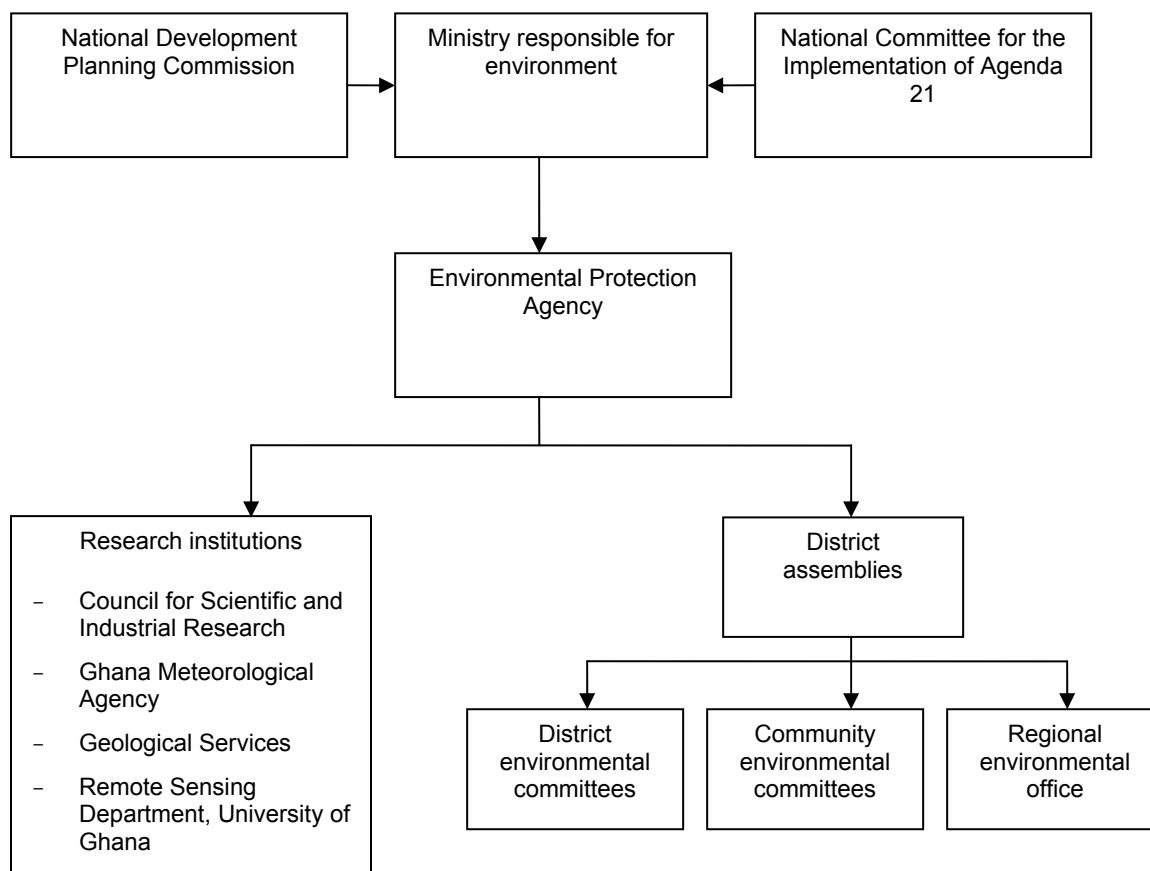 National Development
Planning Commission
Ministry responsible for
environment
National Committee for the
Implementation of Agenda
21
Environmental Protection
Agency
Research institutions
– Council for Scientific and
Industrial Research
– Ghana Meteorological
Agency
– Geological Services
– Remote Sensing
Department, University of
Ghana
District
assemblies
District
environmental
committees
Community
environmental
committees
Regional
environmental
office